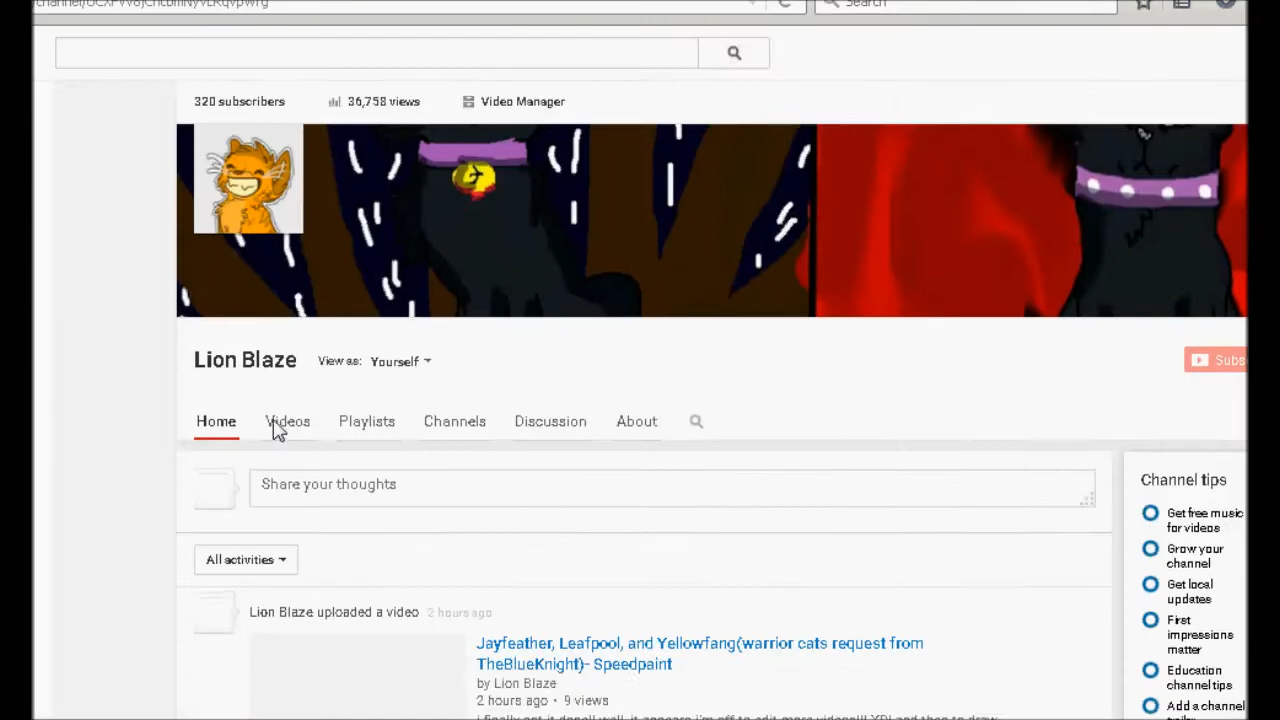 Search
320 subscribers 36,758 views Video Manager
Lion Blaze View as: Yourself
Subs
Home Videos Playlists Channels Discussion About
Share your thoughts
Channel tips
Get free music
for videos
Grow your
channel
Get local
updates
First
impressions
matter
Education
channel tips
Add a channel
All activities
Lion Blaze uploaded a video 2 hours ago
Jayfeather, Leafpool, and Yellowfang(warrior cats request from
TheBlueKnight)- Speedpaint
by Lion Blaze
2 hours ago • 9 views